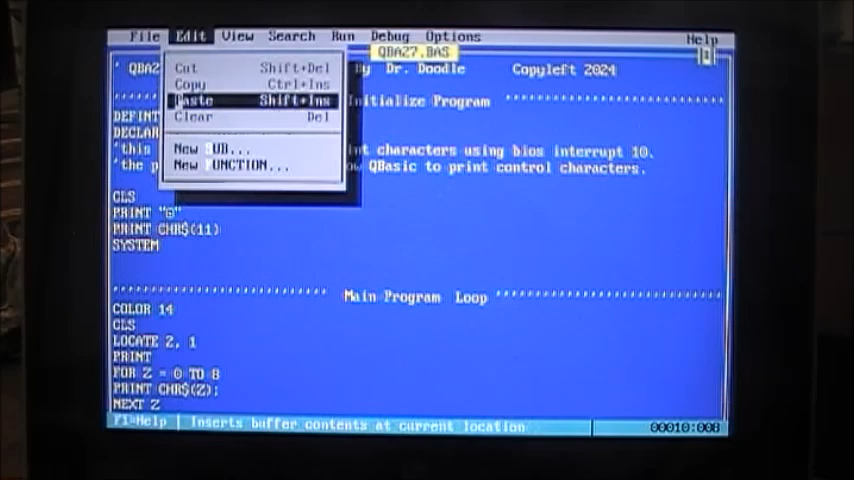 File Edit View Search Run Debug Options Help
QBA27.BAS
' QBA2 By Dr. Doodle Copyleft 2024
Cut Shift+Del
Copy Ctrl+Ins
Paste Shift+Ins
Clear Del
New SUB...
New FUNCTION...
Initialize Program
DEFINT
DECLAR
'this nt characters using bios interrupt 10.
'the p ow QBasic to print control characters.
CLS
PRINT "◘"
PRINT CHR$(11)
SYSTEM
Main Program Loop
COLOR 14
CLS
LOCATE 2, 1
PRINT
FOR Z = 0 TO 8
PRINT CHR$(Z);
NEXT Z
F1=Help | Inserts buffer contents at current location 00010:008